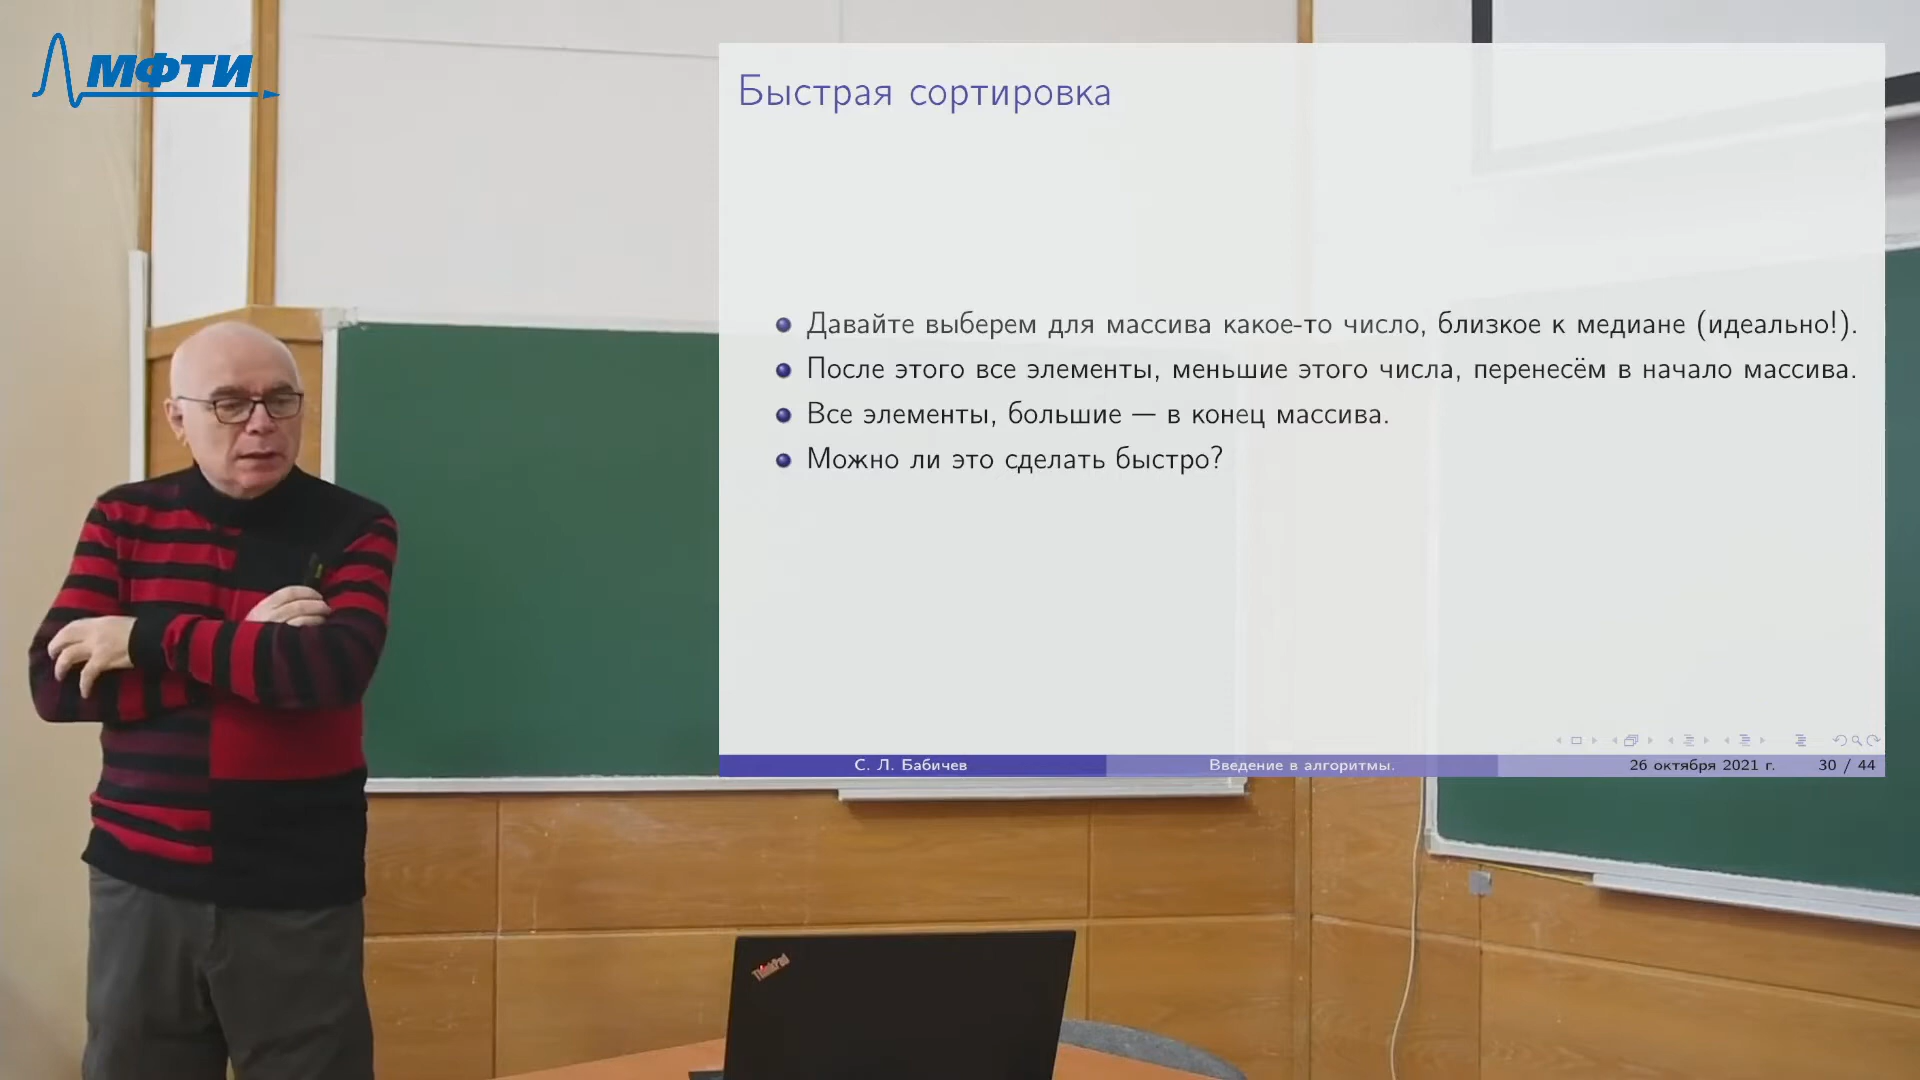 МФТИ
Быстрая сортировка
Давайте выберем для массива какое-то число, близкое к медиане (идеально!).
После этого все элементы, меньшие этого числа, перенесём в начало массива.
Все элементы, большие — в конец массива.
Можно ли это сделать быстро?
С. Л. Бабичев Введение в алгоритмы. 26 октября 2021 г. 30 / 44
ThinkPad